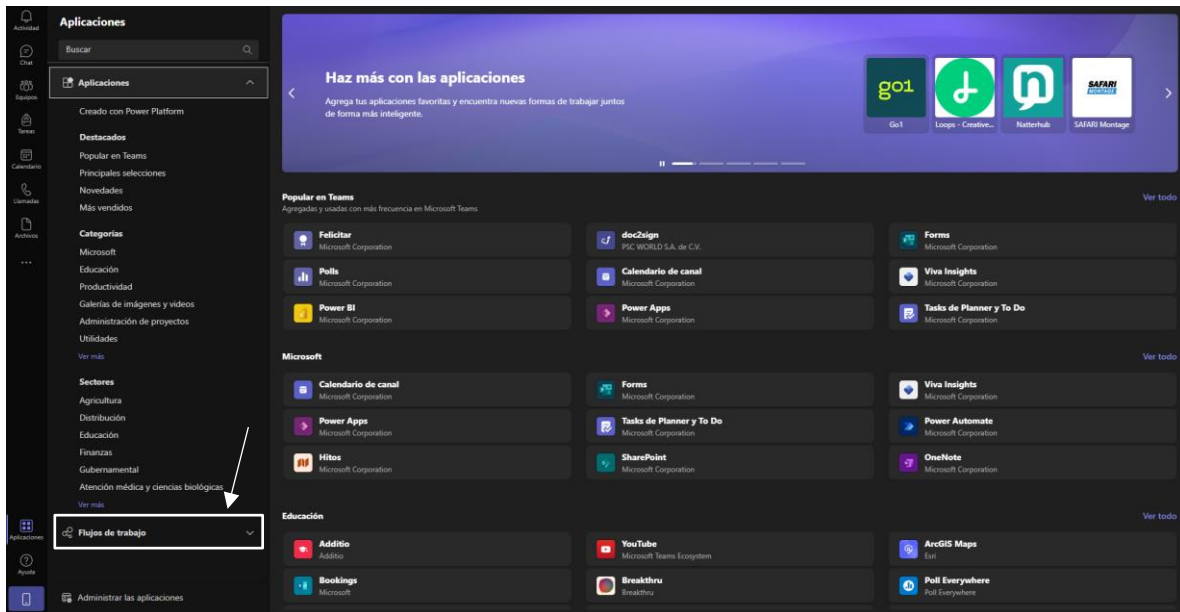 Actividad
Chat
Equipos
Tareas
Calendario
Llamadas
Archivos
Aplicaciones
Ayuda
Aplicaciones
Buscar
Aplicaciones
Creado con Power Platform
Destacados
Popular en Teams
Principales selecciones
Novedades
Más vendidos
Categorías
Microsoft
Educación
Productividad
Galerías de imágenes y videos
Administración de proyectos
Utilidades
Ver más
Sectores
Agricultura
Distribución
Educación
Finanzas
Gubernamental
Atención médica y ciencias biológicas
Ver más
Flujos de trabajo
Administrar las aplicaciones
Haz más con las aplicaciones
Agrega tus aplicaciones favoritas y encuentra nuevas formas de trabajar juntos
de forma más inteligente.
go1
SAFARI
MONTAGE
Go1
Loops - Creative...
Natterhub
SAFARI Montage
Popular en Teams
Ver todo
Agregadas y usadas con más frecuencia en Microsoft Teams
Felicitar
Microsoft Corporation
doc2sign
PSC WORLD S.A. de C.V.
Forms
Microsoft Corporation
Polls
Microsoft Corporation
Calendario de canal
Microsoft Corporation
Viva Insights
Microsoft Corporation
Power BI
Microsoft Corporation
Power Apps
Microsoft Corporation
Tasks de Planner y To Do
Microsoft Corporation
Microsoft
Ver todo
Calendario de canal
Microsoft Corporation
Forms
Microsoft Corporation
Viva Insights
Microsoft Corporation
Power Apps
Microsoft Corporation
Tasks de Planner y To Do
Microsoft Corporation
Power Automate
Microsoft Corporation
Hitos
Microsoft Corporation
SharePoint
Microsoft Corporation
OneNote
Microsoft Corporation
Educación
Ver todo
Additio
Additio
YouTube
Microsoft Teams Ecosystem
ArcGIS Maps
Esri
Bookings
Microsoft
Breakthru
Breakthru
Poll Everywhere
Poll Everywhere